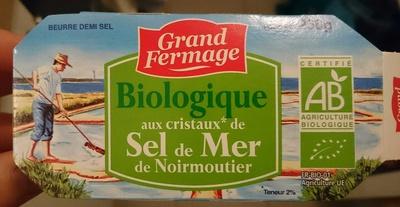 BEURRE DEMI SEL
Grand
Fermage
Biologique
aux cristaux* de
Sel de Mer
de Noirmoutier
*Teneur 2%
CERTIFIÉ
AB
AGRICULTURE
BIOLOGIQUE
FR-BIO-01
Agriculture UE
Grand